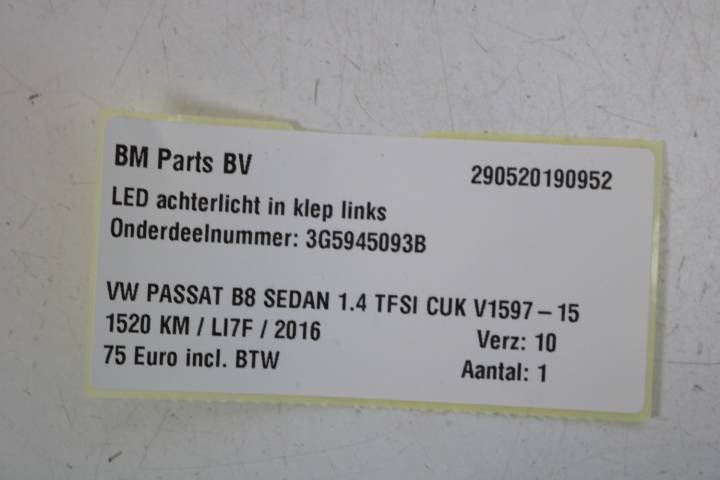 BM Parts BV 290520190952
LED achterlicht in klep links
Onderdeelnummer: 3G5945093B
VW PASSAT B8 SEDAN 1.4 TFSI CUK V1597 – 15
1520 KM / LI7F / 2016 Verz: 10
75 Euro incl. BTW Aantal: 1